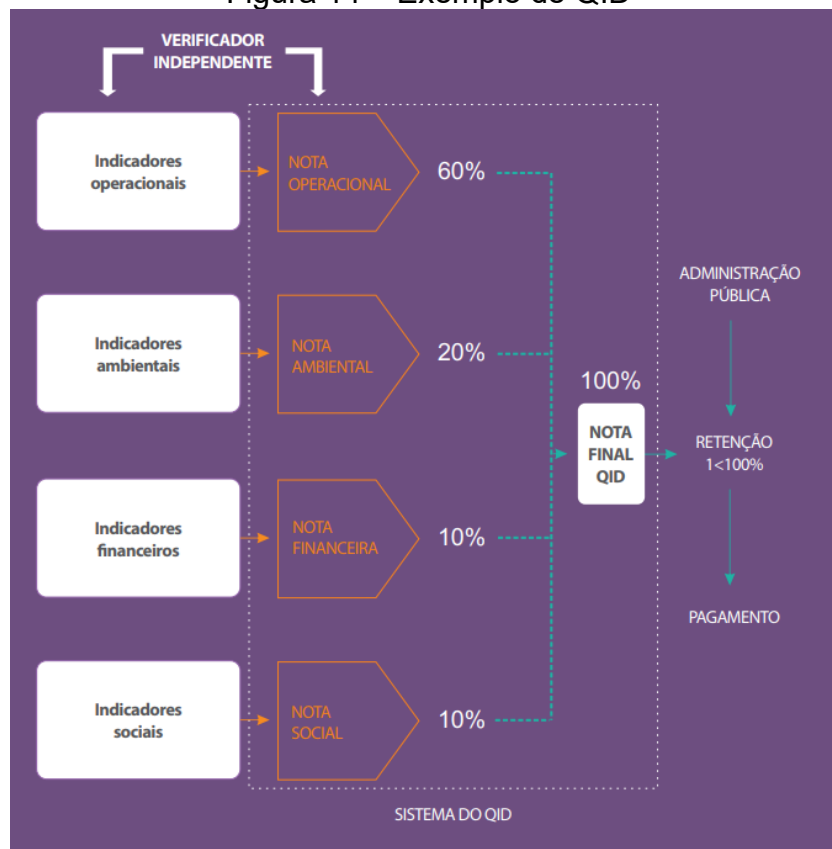 VERIFICADOR
INDEPENDENTE
Indicadores
operacionais
NOTA
OPERACIONAL
60%
Indicadores
ambientais
NOTA
AMBIENTAL
20%
Indicadores
financeiros
NOTA
FINANCEIRA
10%
Indicadores
sociais
NOTA
SOCIAL
10%
100%
NOTA
FINAL
QID
ADMINISTRAÇÃO
PÚBLICA
RETENÇÃO
1<100%
PAGAMENTO
SISTEMA DO QID